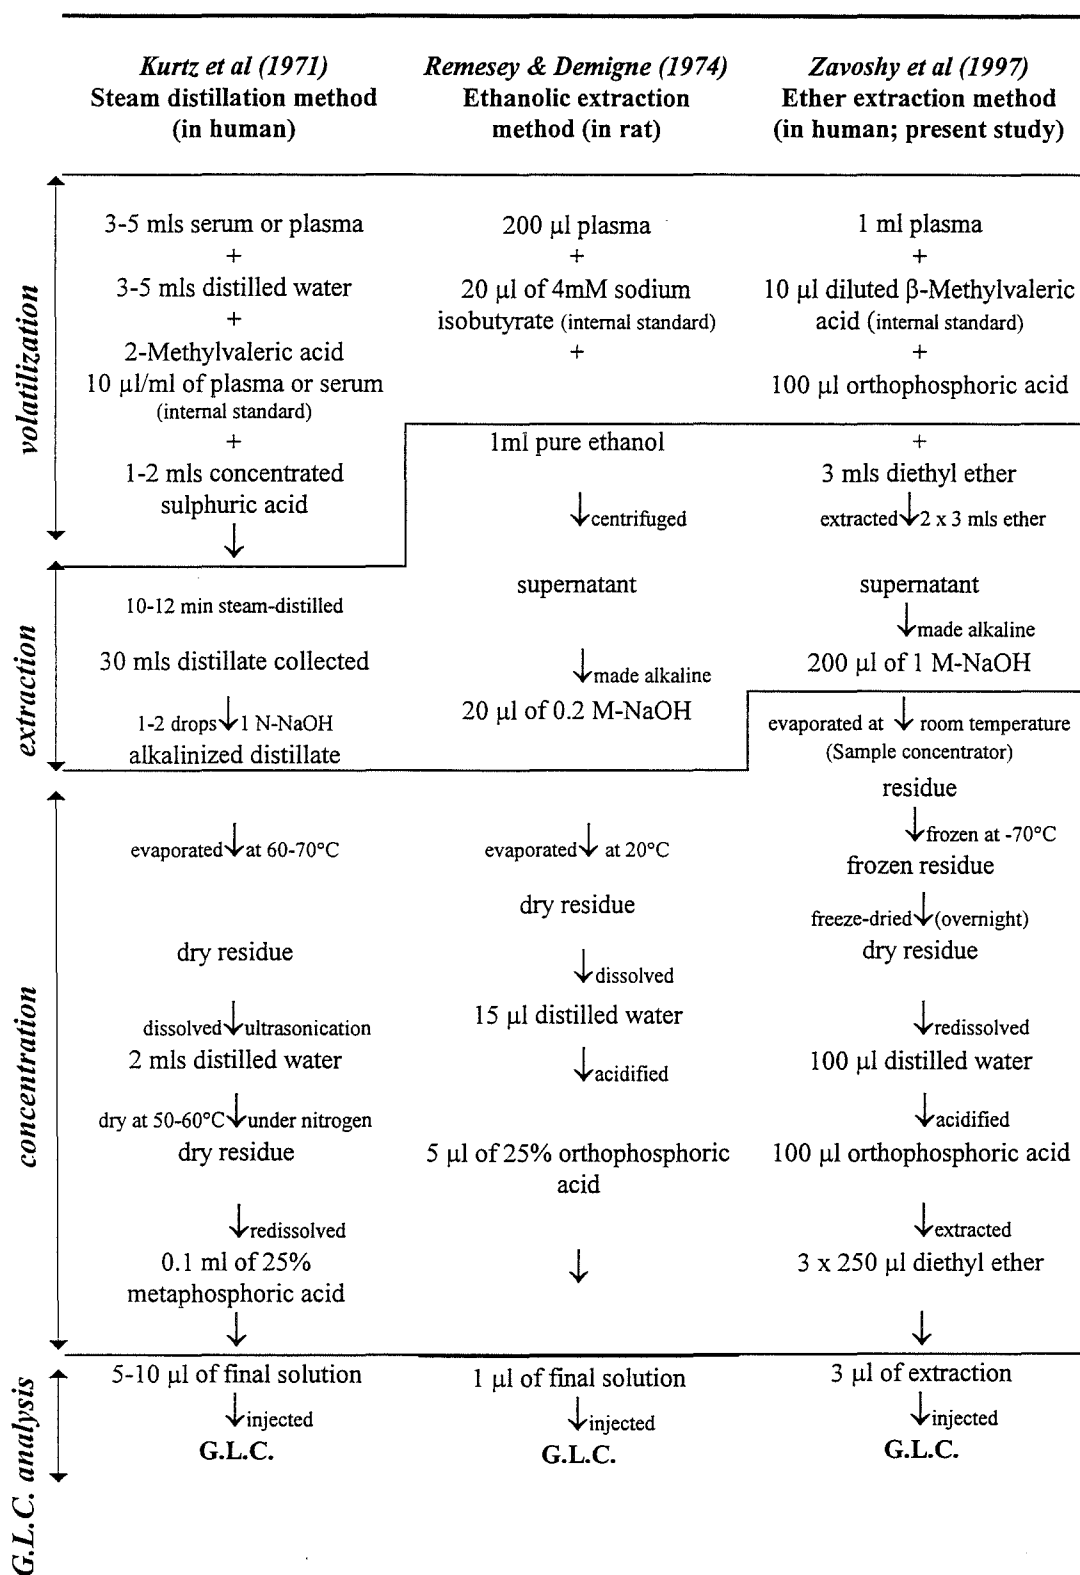 Kurtz et al (1971)
Steam distillation method
(in human)
Remesey & Demigne (1974)
Ethanolic extraction
method (in rat)
Zavoshy et al (1997)
Ether extraction method
(in human; present study)
volatilization
3-5 mls serum or plasma
+
3-5 mls distilled water
+
2-Methylvaleric acid
10 µl/ml of plasma or serum
(internal standard)
+
1-2 mls concentrated
sulphuric acid
200 µl plasma
+
20 µl of 4mM sodium
isobutyrate (internal standard)
+
1ml pure ethanol
centrifuged
1 ml plasma
+
10 µl diluted β-Methylvaleric
acid (internal standard)
+
100 µl orthophosphoric acid
+
3 mls diethyl ether
extracted 2 x 3 mls ether
extraction
10-12 min steam-distilled
30 mls distillate collected
1-2 drops 1 N-NaOH
alkalinized distillate
supernatant
made alkaline
20 µl of 0.2 M-NaOH
supernatant
made alkaline
200 µl of 1 M-NaOH
evaporated at room temperature
(Sample concentrator)
residue
concentration
evaporated at 60-70°C
dry residue
dissolved ultrasonication
2 mls distilled water
dry at 50-60°C under nitrogen
dry residue
redissolved
0.1 ml of 25%
metaphosphoric acid
evaporated at 20°C
dry residue
dissolved
15 µl distilled water
acidified
5 µl of 25% orthophosphoric
acid
frozen at -70°C
frozen residue
freeze-dried (overnight)
dry residue
redissolved
100 µl distilled water
acidified
100 µl orthophosphoric acid
extracted
3 x 250 µl diethyl ether
G.L.C. analysis
5-10 µl of final solution
injected
G.L.C.
1 µl of final solution
injected
G.L.C.
3 µl of extraction
injected
G.L.C.